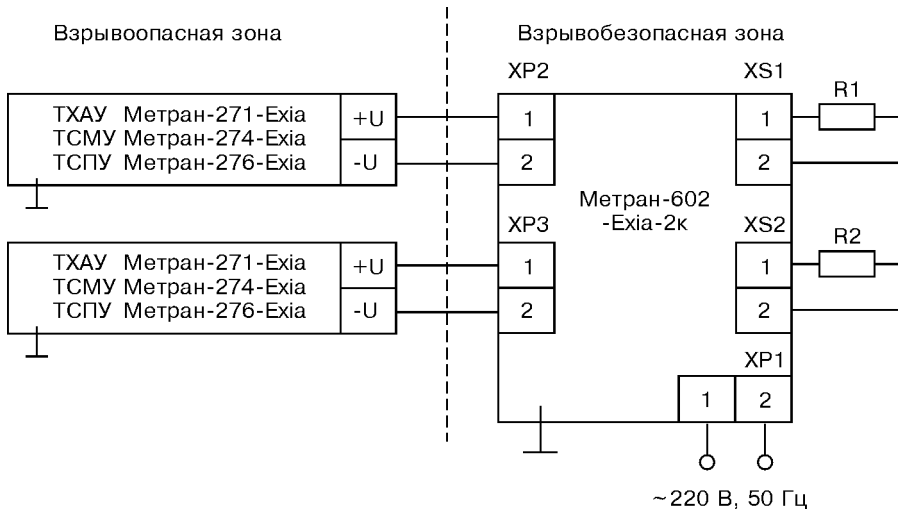 Взрывоопасная зона
Взрывобезопасная зона
XP2
XS1
R1
ТХАУ Метран-271-Exia
ТСМУ Метран-274-Exia
ТСПУ Метран-276-Exia
+U
-U
1
2
1
2
Метран-602
-Exia-2к
XP3
XS2
R2
ТХАУ Метран-271-Exia
ТСМУ Метран-274-Exia
ТСПУ Метран-276-Exia
+U
-U
1
2
1
2
XP1
1
2
~220 В, 50 Гц